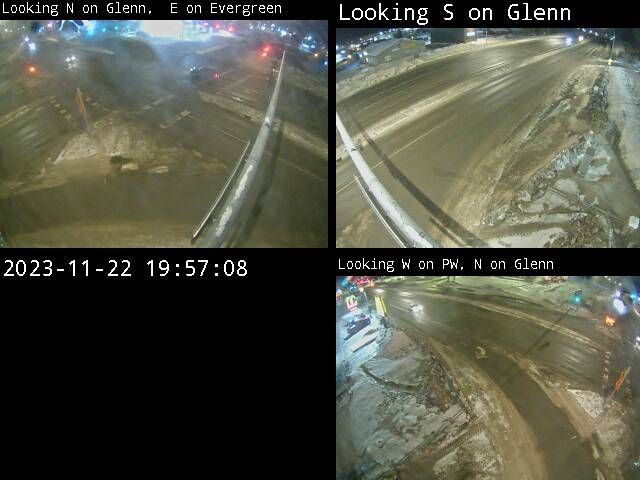 Looking N on Glenn,  E on Evergreen
Looking S on Glenn
2023-11-22 19:57:08
Looking W on PW, N on Glenn